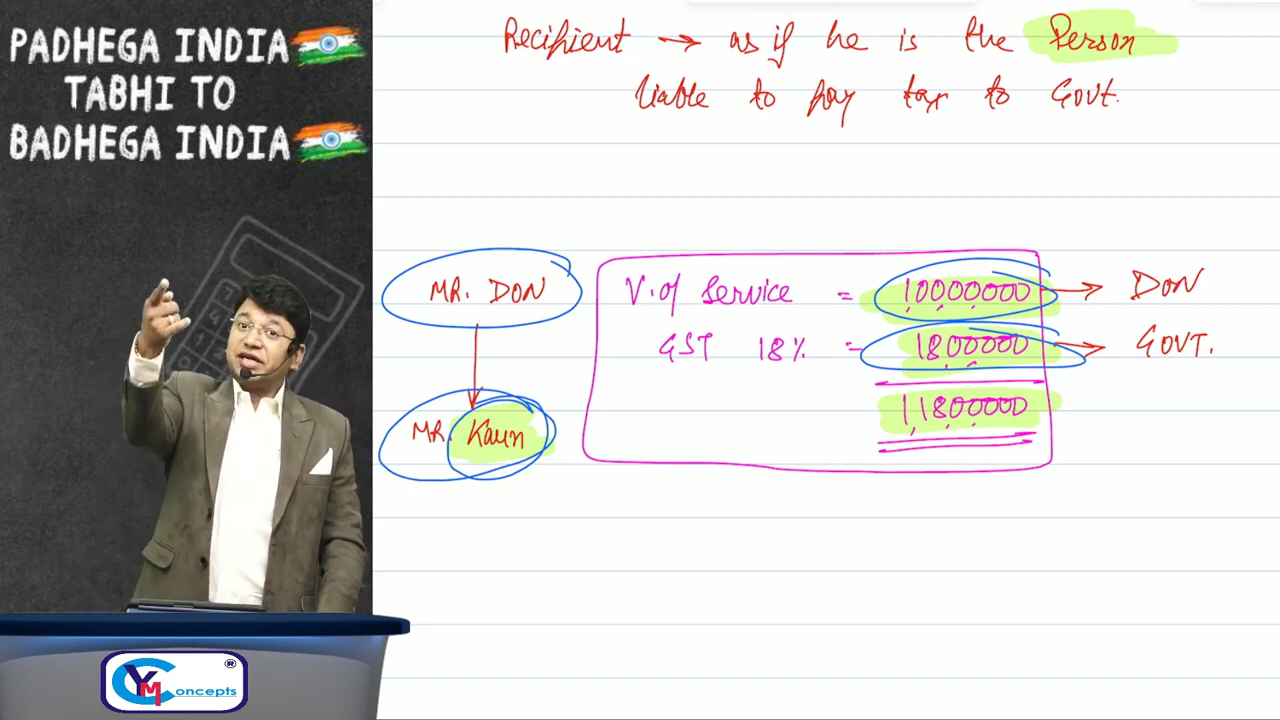 PADHEGA INDIA
TABHI TO
BADHEGA INDIA
Recipient → as if he is the Person
liable to pay tax to Govt.
MR. DON
V. of Service = 10000000 → DON
GST 18% = 1800000 → GOVT.
11800000
MR. Kaun
CYM Concepts ®